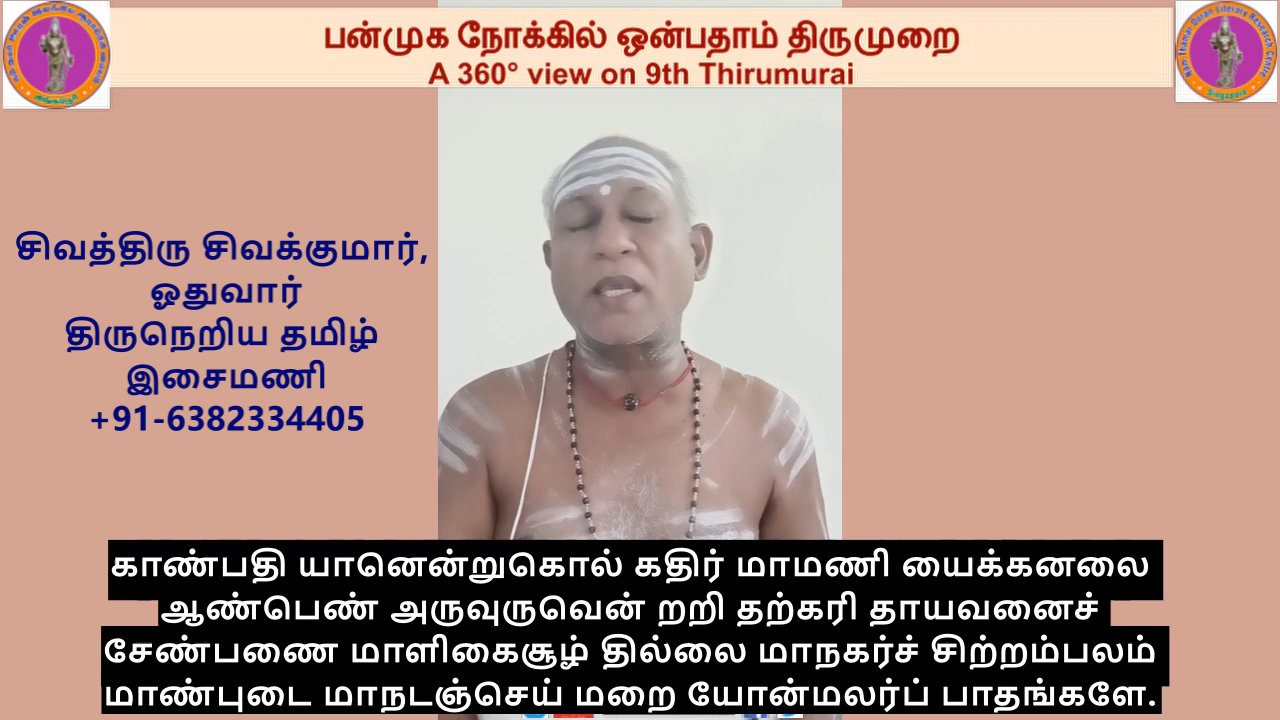 பன்முக நோக்கில் ஒன்பதாம் திருமுறை
A 360° view on 9th Thirumurai
சிவத்திரு சிவக்குமார்,
ஓதுவார்
திருநெறிய தமிழ்
இசைமணி
+91-6382334405
காண்பதி யானென்றுகொல் கதிர் மாமணி யைக்கனலை
ஆண்பெண் அருவுருவென் றறி தற்கரி தாயவனைச்
சேண்பணை மாளிகைசூழ் தில்லை மாநகர்ச் சிற்றம்பலம்
மாண்புடை மாநடஞ்செய் மறை யோன்மலர்ப் பாதங்களே.